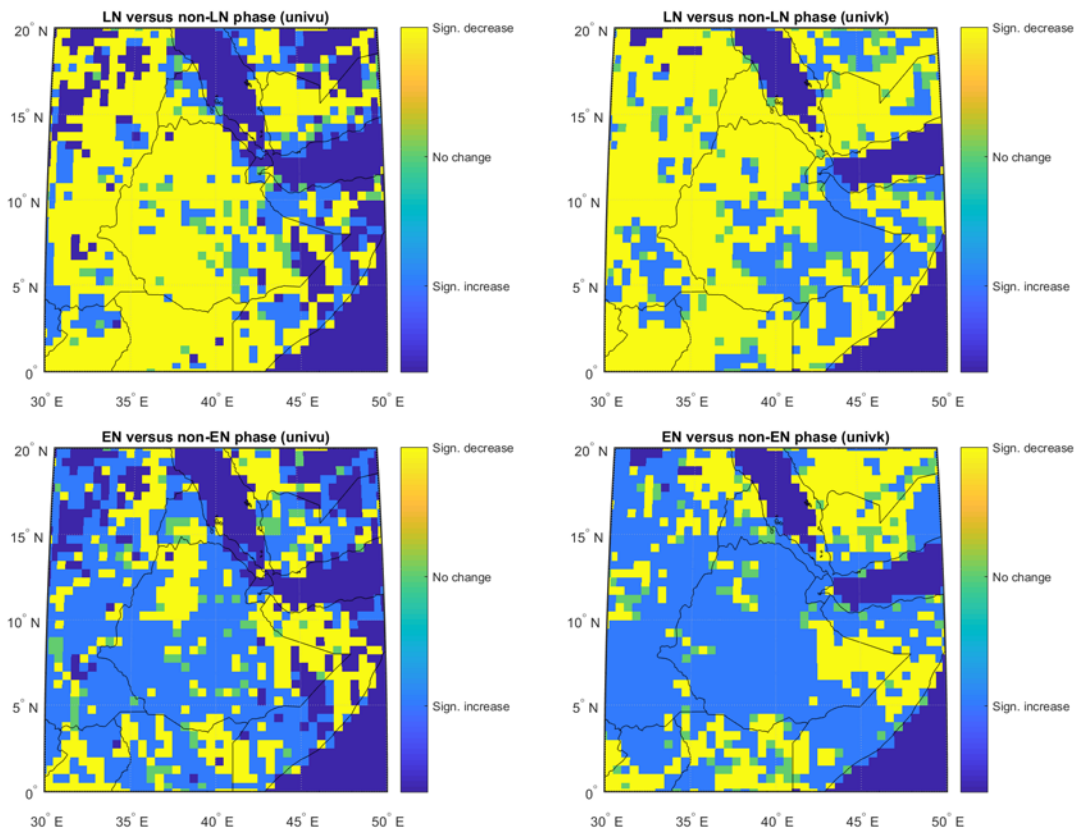 LN versus non-LN phase (univu)
20° N
15° N
10° N
5° N
0°
30° E
35° E
40° E
45° E
50° E
Sign. decrease
No change
Sign. increase
LN versus non-LN phase (univk)
20° N
15° N
10° N
5° N
0°
30° E
35° E
40° E
45° E
50° E
Sign. decrease
No change
Sign. increase
EN versus non-EN phase (univu)
20° N
15° N
10° N
5° N
0°
30° E
35° E
40° E
45° E
50° E
Sign. decrease
No change
Sign. increase
EN versus non-EN phase (univk)
20° N
15° N
10° N
5° N
0°
30° E
35° E
40° E
45° E
50° E
Sign. decrease
No change
Sign. increase